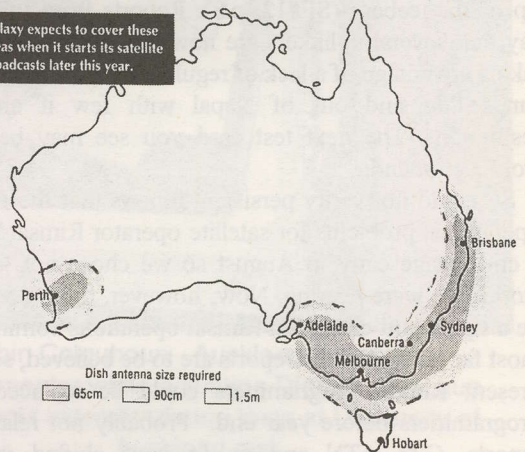 laxy expects to cover these
eas when it starts its satellite
oadcasts later this year.
Brisbane
Perth
Adelaide
Sydney
Canberra
Melbourne
Hobart
Dish antenna size required
65cm 90cm 1.5m